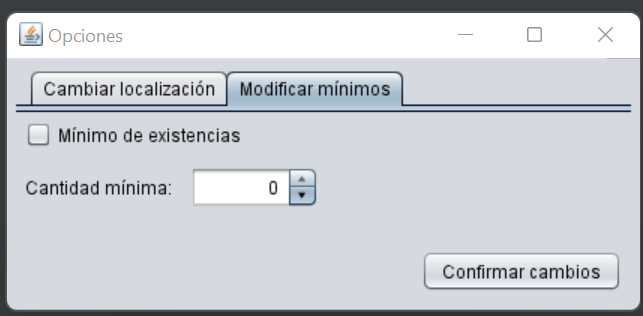 Opciones
Cambiar localización Modificar mínimos
Mínimo de existencias
Cantidad mínima: 0
Confirmar cambios